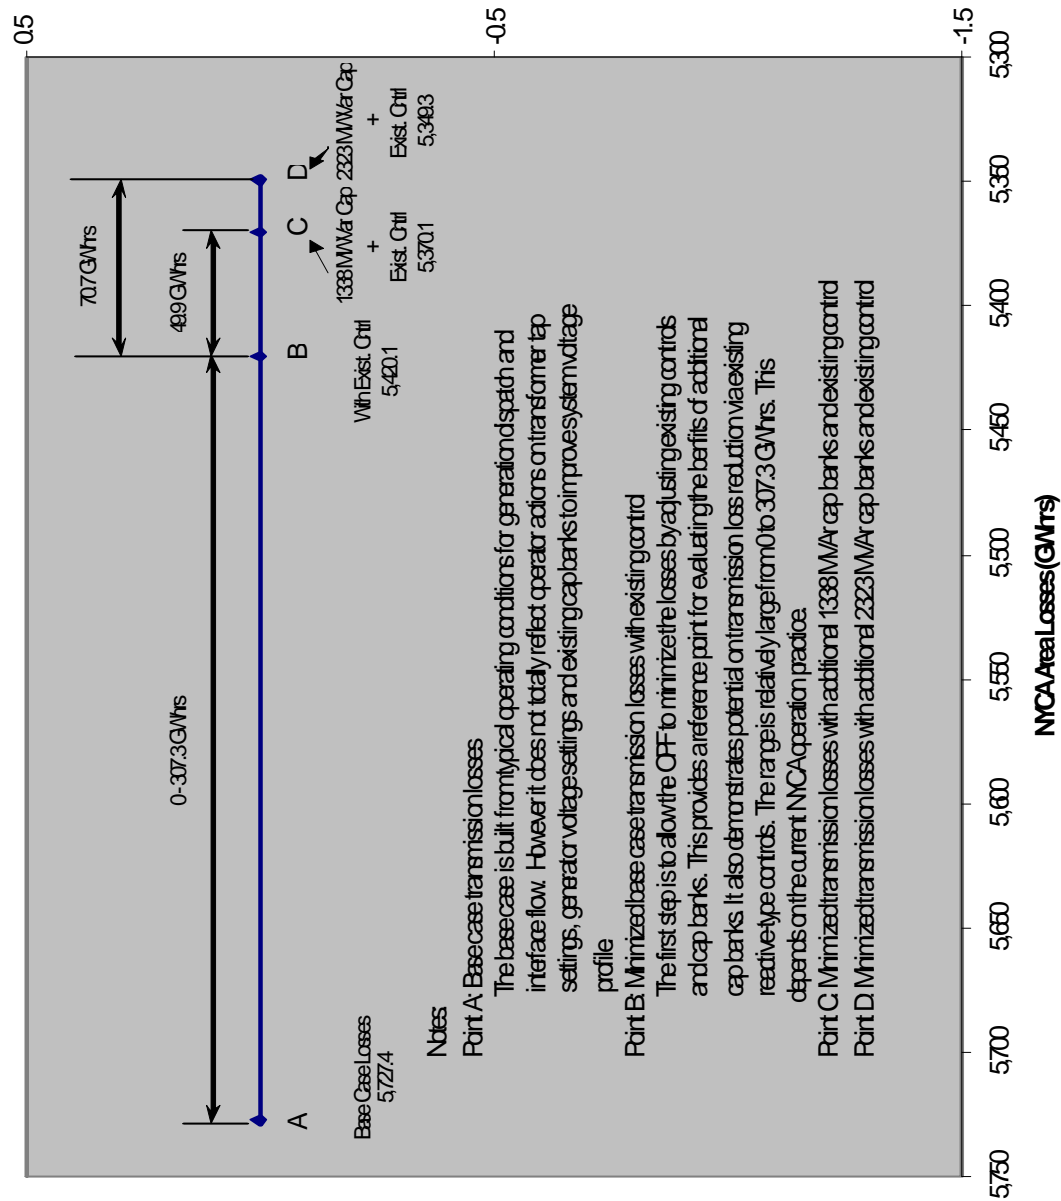 0.5
-0.5
-1.5
70.7 GWhrs
49.9 GWhrs
0 - 307.3 GWhrs
A
B
C
D
Base Case Losses
5,727.4
With Exist. Cntrl
5,420.1
1338 MVar Cap
+
Exist. Cntrl
5,370.1
2323 MVar Cap
+
Exist. Cntrl
5,349.3
Notes:
Point A: Base case transmission losses
The base case is built from typical operating conditions for generation dispatch and
interface flow. However it does not totally reflect operator actions on transformer tap
settings, generator voltage settings and existing cap banks to improve system voltage
profile
Point B: Minimized base case transmission losses with existing control
The first step is to allow the OPF to minimize the losses by adjusting existing controls
and cap banks. This provides a reference point for evaluating the benfits of additional
cap banks. It also demonstrates potential on transmission loss reduction via existing
reactive-type controls. The range is relatively large from 0 to 307.3 GWhrs. This
depends on the current NYCA operation practice.
Point C: Minimized transmission losses with additional 1338 MVAr cap banks and existing control
Point D: Minimized transmission losses with additional 2323 MVAr cap banks and existing control
5,750
5,700
5,650
5,600
5,550
5,500
5,450
5,400
5,350
5,300
NYCA Area Losses (GWhrs)